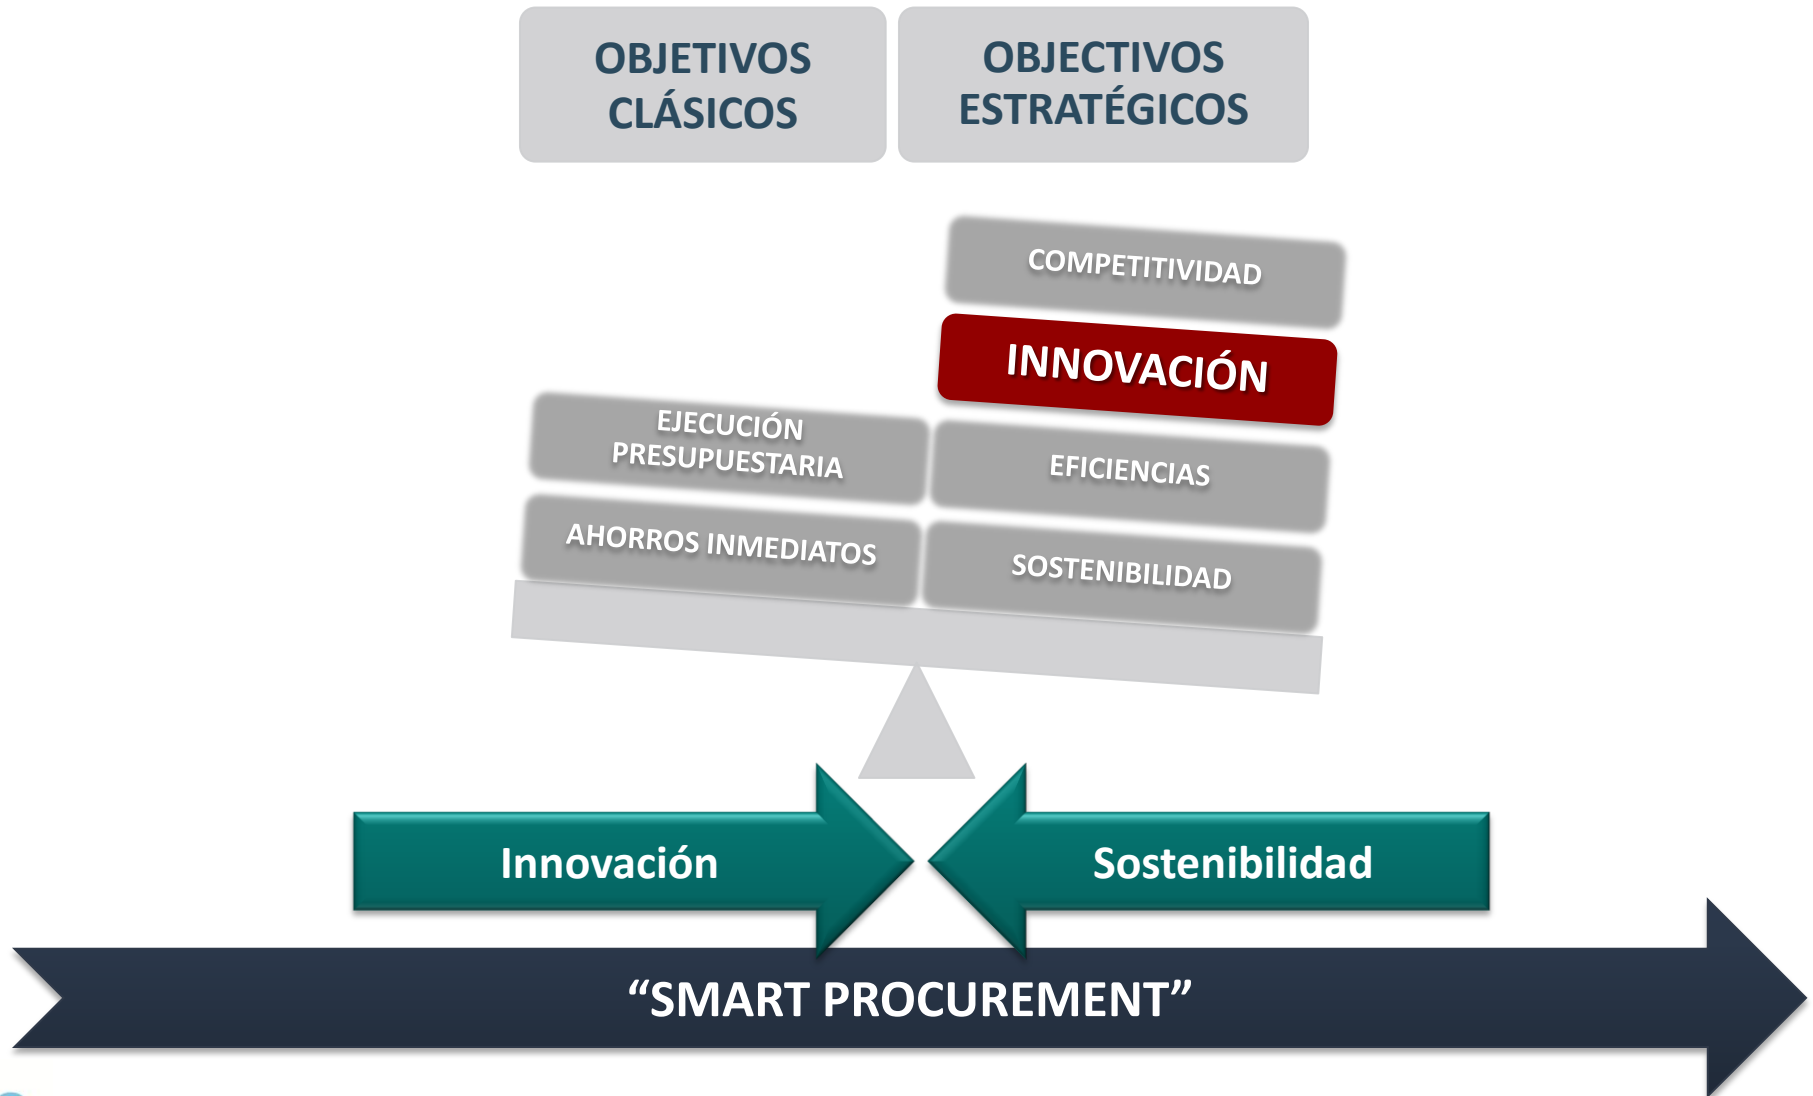 OBJETIVOS
CLÁSICOS
OBJECTIVOS
ESTRATÉGICOS
COMPETITIVIDAD
INNOVACIÓN
EJECUCIÓN
PRESUPUESTARIA
EFICIENCIAS
AHORROS INMEDIATOS
SOSTENIBILIDAD
Innovación
Sostenibilidad
“SMART PROCUREMENT”